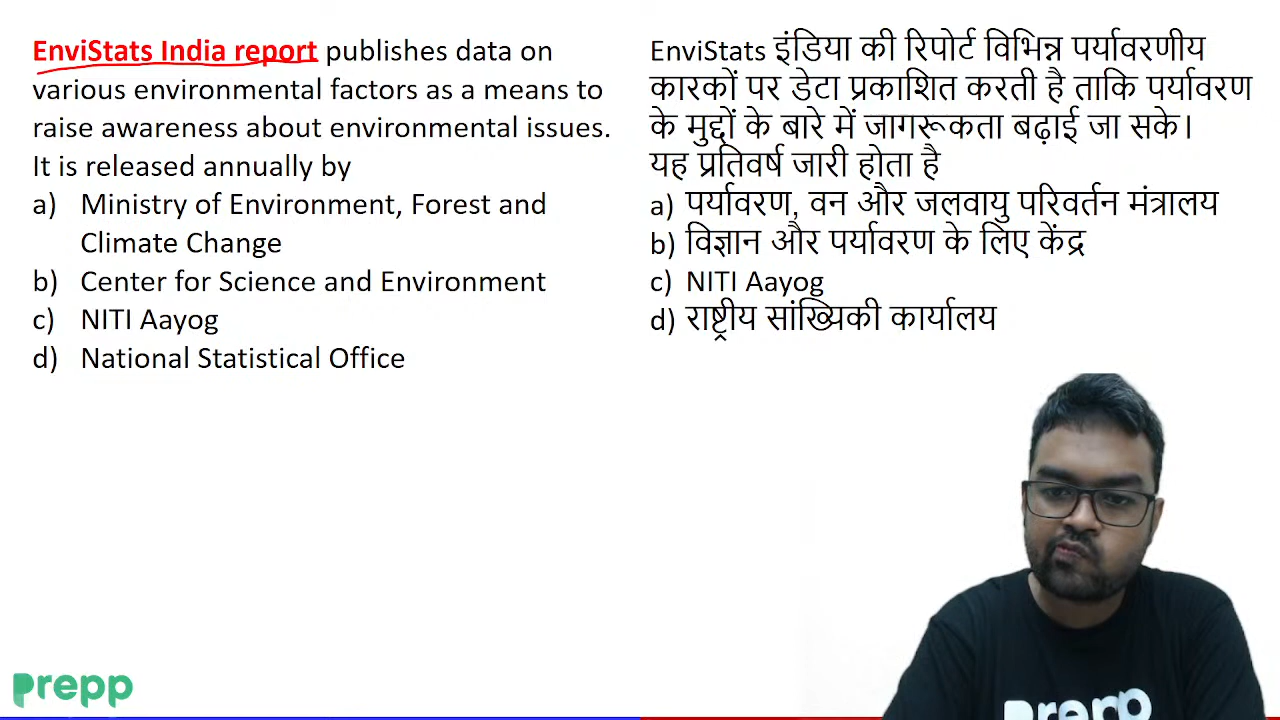 EnviStats India report publishes data on
various environmental factors as a means to
raise awareness about environmental issues.
It is released annually by
a) Ministry of Environment, Forest and
Climate Change
b) Center for Science and Environment
c) NITI Aayog
d) National Statistical Office
EnviStats इंडिया की रिपोर्ट विभिन्न पर्यावरणीय
कारकों पर डेटा प्रकाशित करती है ताकि पर्यावरण
के मुद्दों के बारे में जागरूकता बढ़ाई जा सके।
यह प्रतिवर्ष जारी होता है
a) पर्यावरण, वन और जलवायु परिवर्तन मंत्रालय
b) विज्ञान और पर्यावरण के लिए केंद्र
c) NITI Aayog
d) राष्ट्रीय सांख्यिकी कार्यालय
prepp
prepp